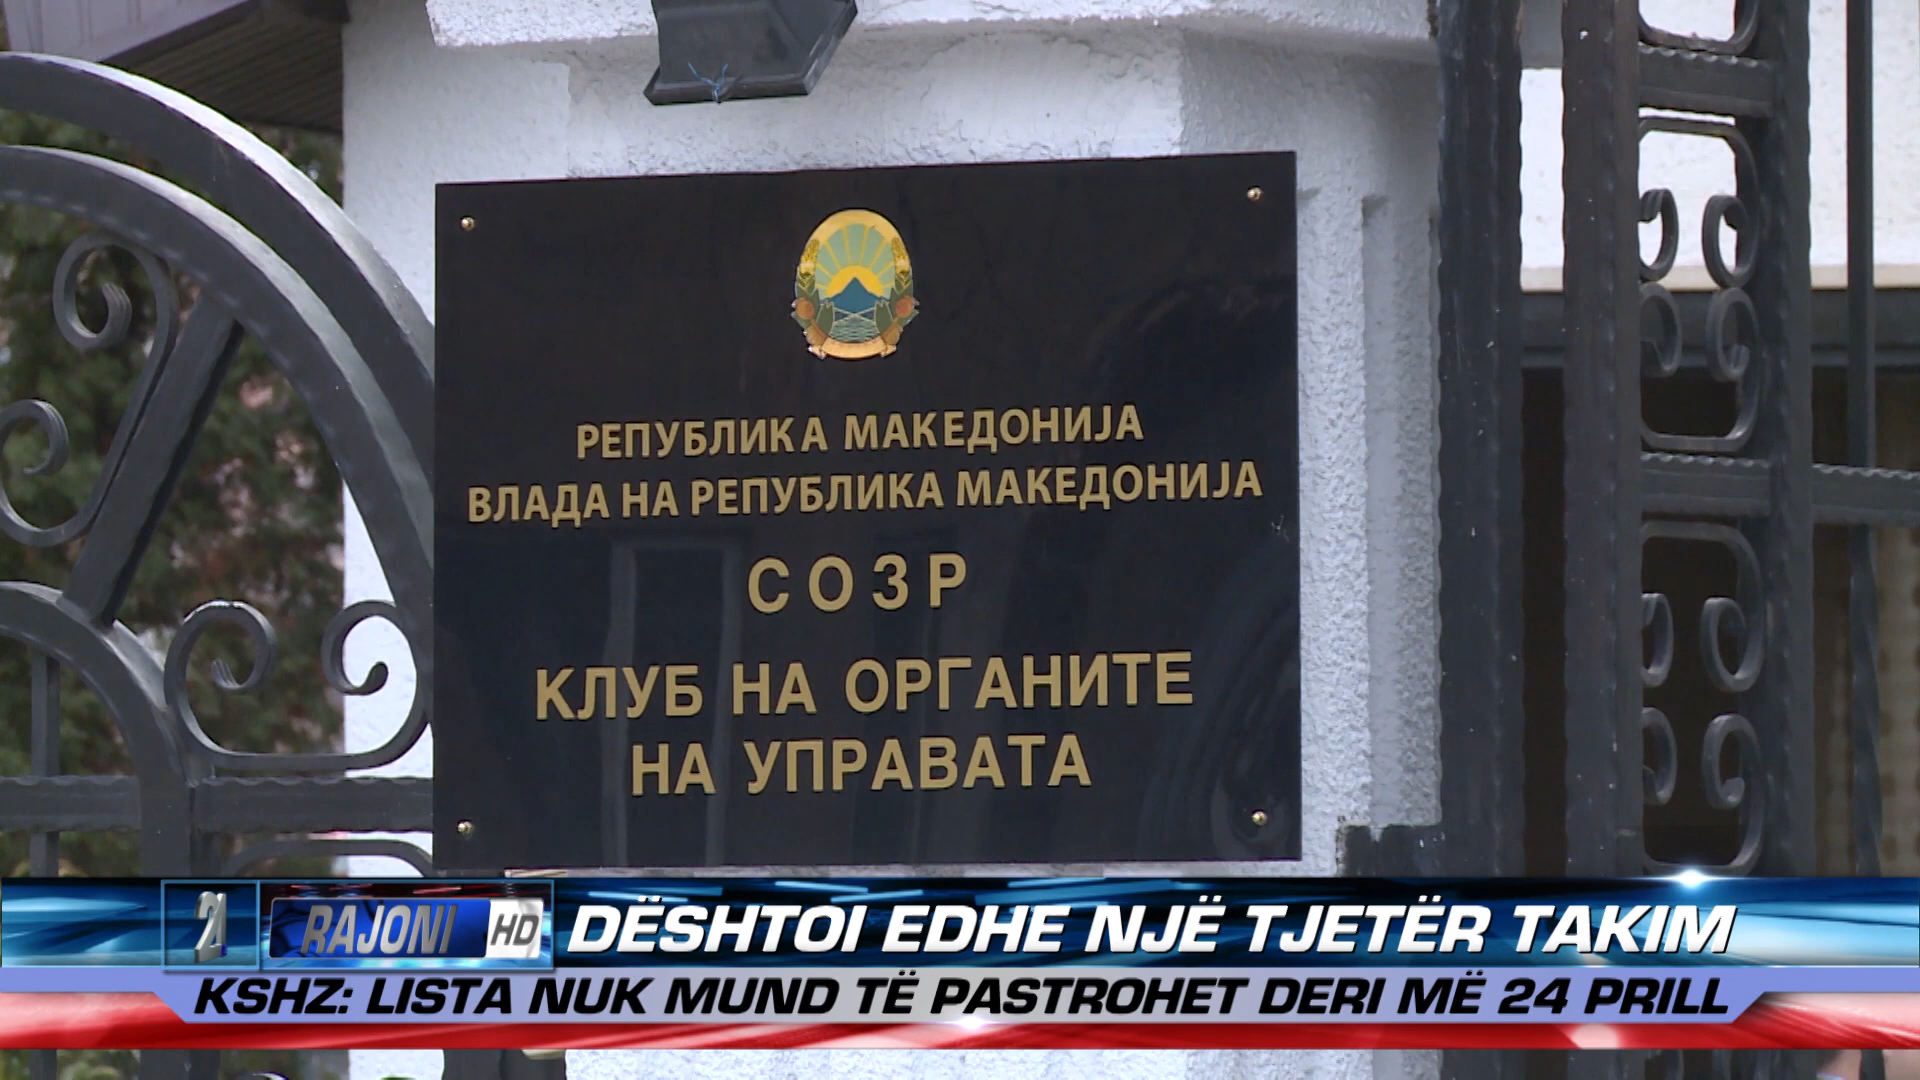 РЕПУБЛИКА МАКЕДОНИЈА
ВЛАДА НА РЕПУБЛИКА МАКЕДОНИЈА
СОЗР
КЛУБ НА ОРГАНИТЕ
НА УПРАВАТА
21 RAJONI HD DËSHTOI EDHE NJË TJETËR TAKIM
KSHZ: LISTA NUK MUND TË PASTROHET DERI MË 24 PRILL